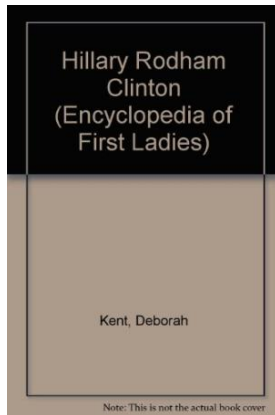 Hillary Rodham
Clinton
(Encyclopedia of
First Ladies)
Kent, Deborah
Note: This is not the actual book cover